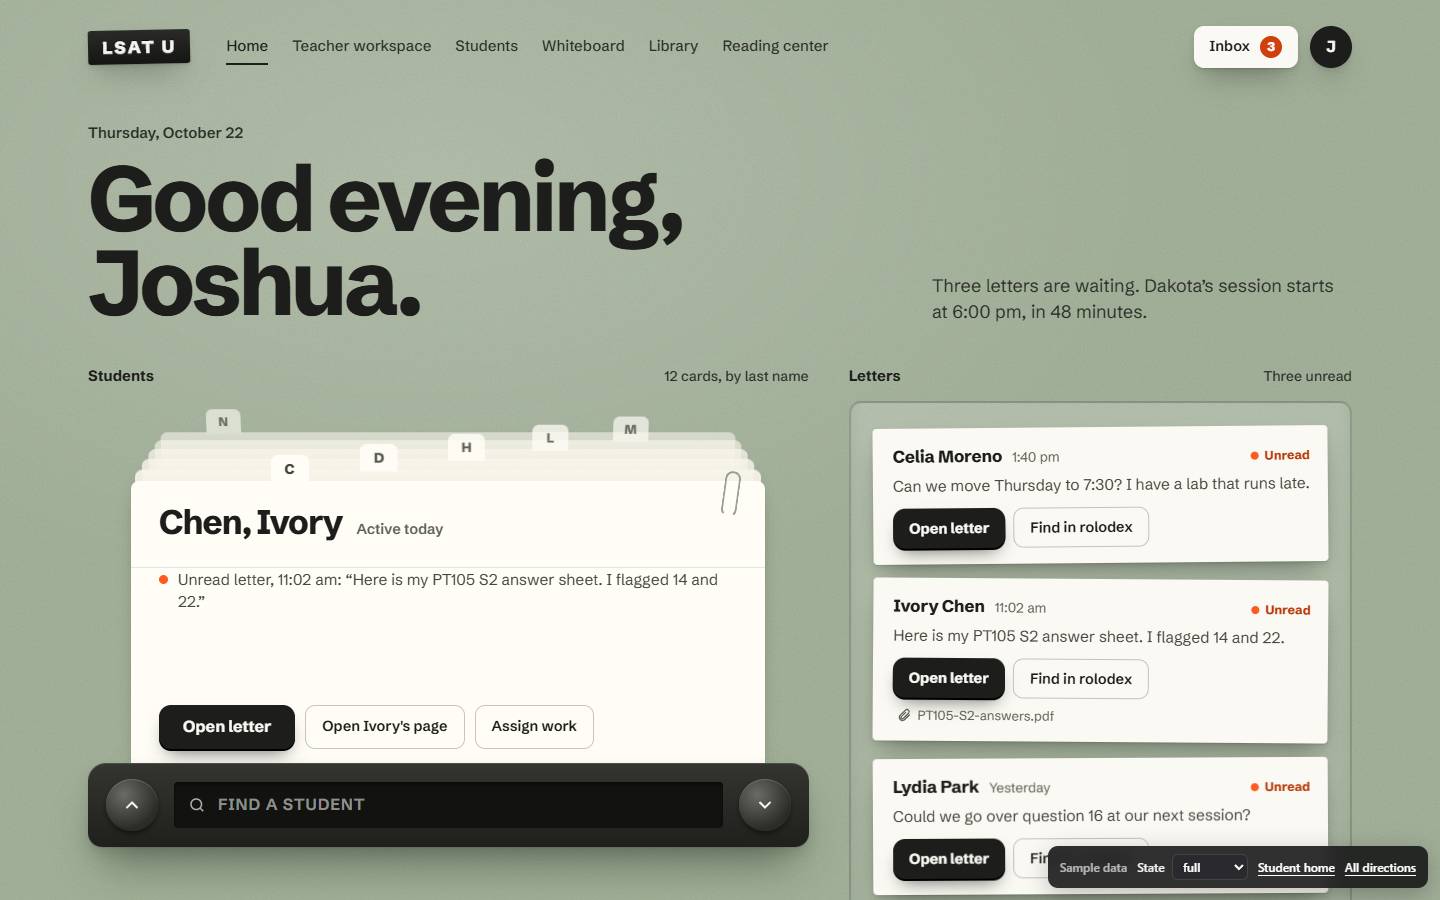 LSAT U
Home
Teacher workspace
Students
Whiteboard
Library
Reading center
Inbox 3
J
Thursday, October 22
Good evening,
Joshua.
Three letters are waiting. Dakota’s session starts
at 6:00 pm, in 48 minutes.
Students
12 cards, by last name
N
C
D
H
L
M
Chen, Ivory Active today
Unread letter, 11:02 am: “Here is my PT105 S2 answer sheet. I flagged 14 and
22.”
Open letter
Open Ivory's page
Assign work
FIND A STUDENT
Letters
Three unread
Celia Moreno 1:40 pm
Unread
Can we move Thursday to 7:30? I have a lab that runs late.
Open letter
Find in rolodex
Ivory Chen 11:02 am
Unread
Here is my PT105 S2 answer sheet. I flagged 14 and 22.
Open letter
Find in rolodex
PT105-S2-answers.pdf
Lydia Park Yesterday
Unread
Could we go over question 16 at our next session?
Open letter
Sample data
State
full
Student home
All directions